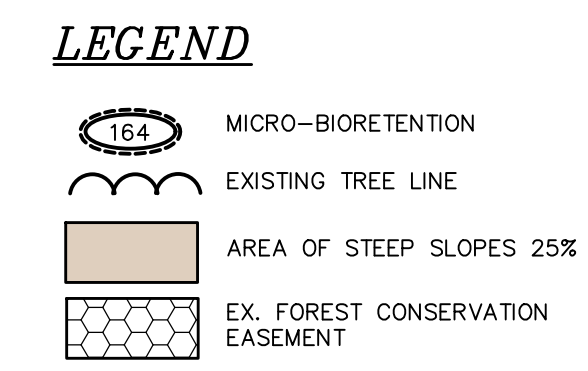 LEGEND
164 MICRO-BIORETENTION
EXISTING TREE LINE
AREA OF STEEP SLOPES 25%
EX. FOREST CONSERVATION
EASEMENT